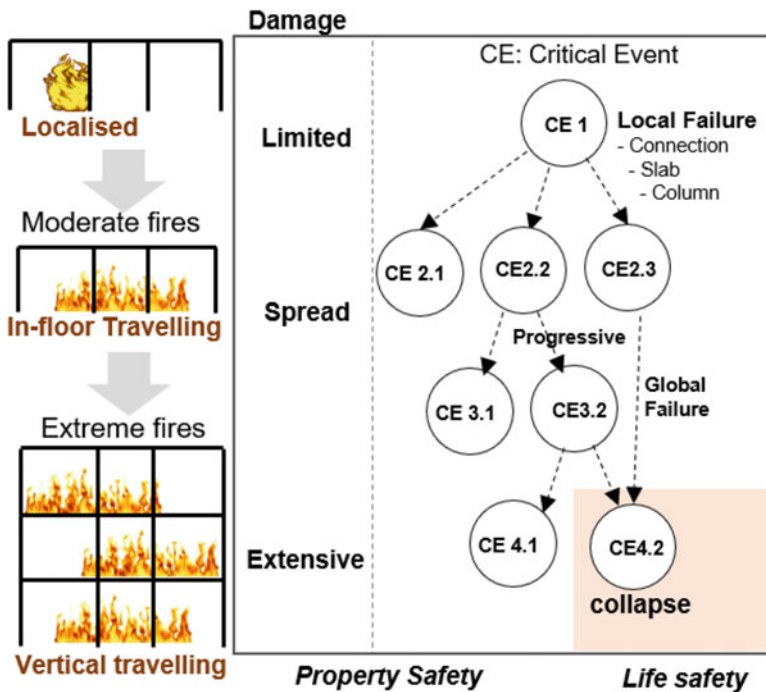 Localised
Moderate fires
In-floor Travelling
Extreme fires
Vertical travelling
Damage
CE: Critical Event
Limited
CE 1
Local Failure
- Connection
- Slab
- Column
Spread
CE 2.1
CE2.2
CE2.3
Progressive
CE 3.1
CE3.2
Global
Failure
Extensive
CE 4.1
CE4.2
collapse
Property Safety
Life safety